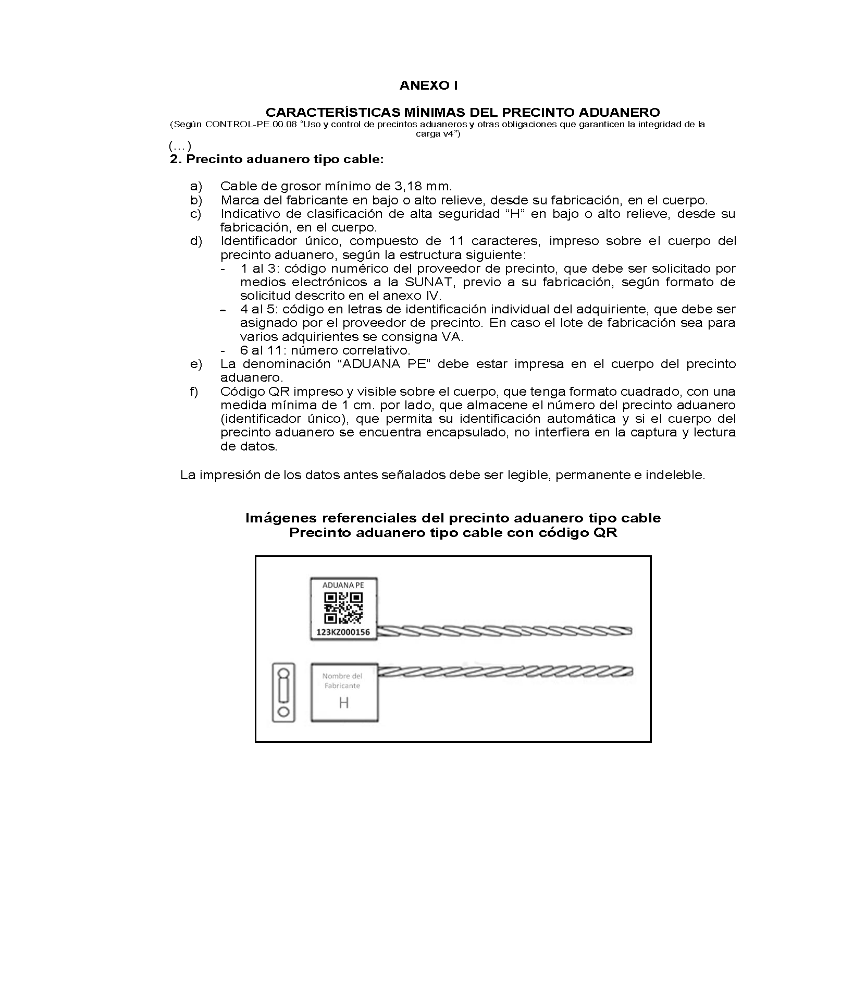 ANEXO I
CARACTERÍSTICAS MÍNIMAS DEL PRECINTO ADUANERO
(Según CONTROL-PE.00.08 “Uso y control de precintos aduaneros y otras obligaciones que garanticen la integridad de la
carga v4”)
(…)
2. Precinto aduanero tipo cable:
a) Cable de grosor mínimo de 3,18 mm.
b) Marca del fabricante en bajo o alto relieve, desde su fabricación, en el cuerpo.
c) Indicativo de clasificación de alta seguridad “H” en bajo o alto relieve, desde su
fabricación, en el cuerpo.
d) Identificador único, compuesto de 11 caracteres, impreso sobre el cuerpo del
precinto aduanero, según la estructura siguiente:
- 1 al 3: código numérico del proveedor de precinto, que debe ser solicitado por
medios electrónicos a la SUNAT, previo a su fabricación, según formato de
solicitud descrito en el anexo IV.
- 4 al 5: código en letras de identificación individual del adquiriente, que debe ser
asignado por el proveedor de precinto. En caso el lote de fabricación sea para
varios adquirientes se consigna VA.
- 6 al 11: número correlativo.
e) La denominación “ADUANA PE” debe estar impresa en el cuerpo del precinto
aduanero.
f) Código QR impreso y visible sobre el cuerpo, que tenga formato cuadrado, con una
medida mínima de 1 cm. por lado, que almacene el número del precinto aduanero
(identificador único), que permita su identificación automática y si el cuerpo del
precinto aduanero se encuentra encapsulado, no interfiera en la captura y lectura
de datos.
La impresión de los datos antes señalados debe ser legible, permanente e indeleble.
Imágenes referenciales del precinto aduanero tipo cable
Precinto aduanero tipo cable con código QR
ADUANA PE
123KZ000156
Nombre del
Fabricante
H